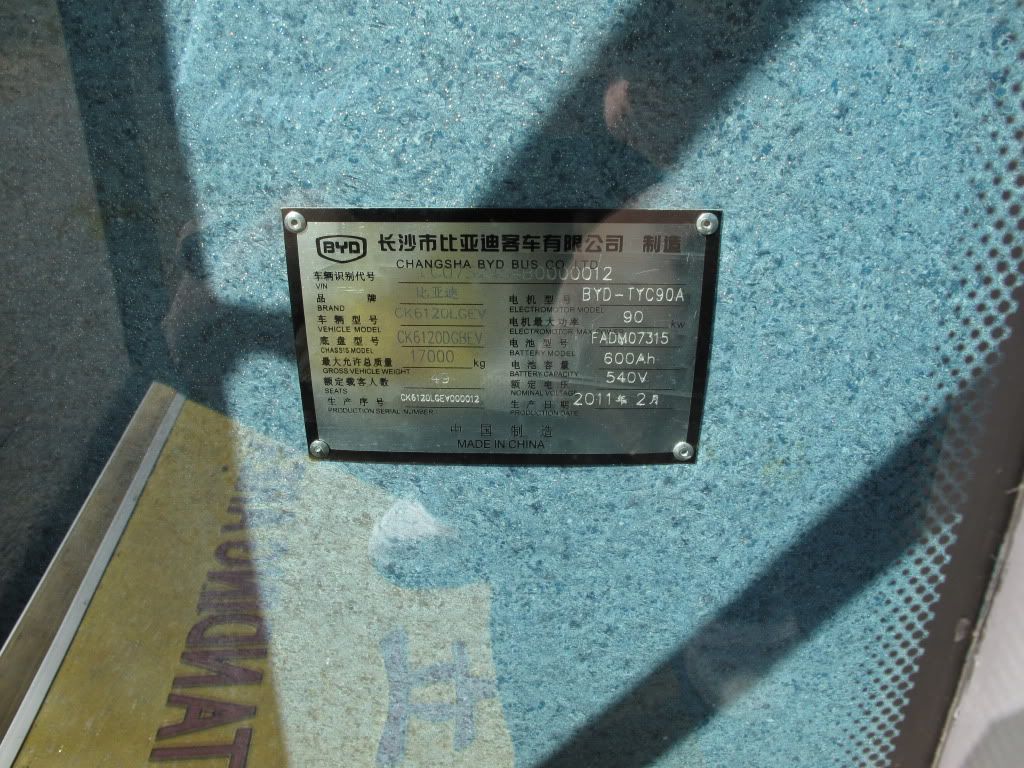 BYD 长沙市比亚迪客车有限公司 制造
CHANGSHA BYD BUS CO.,LTD
车辆识别代号 0000012
VIN
品 牌 比亚迪
BRAND
车辆型号 CK6120LGEV
VEHICLE MODEL
底盘型号 CK6120DGBEV
CHASSIS MODEL
最大允许总质量 17000 kg
GROSS VEHICLE WEIGHT
额定载客人数 49
SEATS
生产序号 CK6120LGEV000012
PRODUCTION SERIAL NUMBER
电机型号 BYD-TYC90A
ELECTROMOTOR MODEL
电机最大功率 90 kw
ELECTROMOTOR
电池型号 FADM07315
BATTERY MODEL
电池容量 600Ah
BATTERY CAPACITY
额定电压 540V
NOMINAL VOLTAGE
生产日期 2011年 2月
PRODUCTION DATE
中国制造
MADE IN CHINA